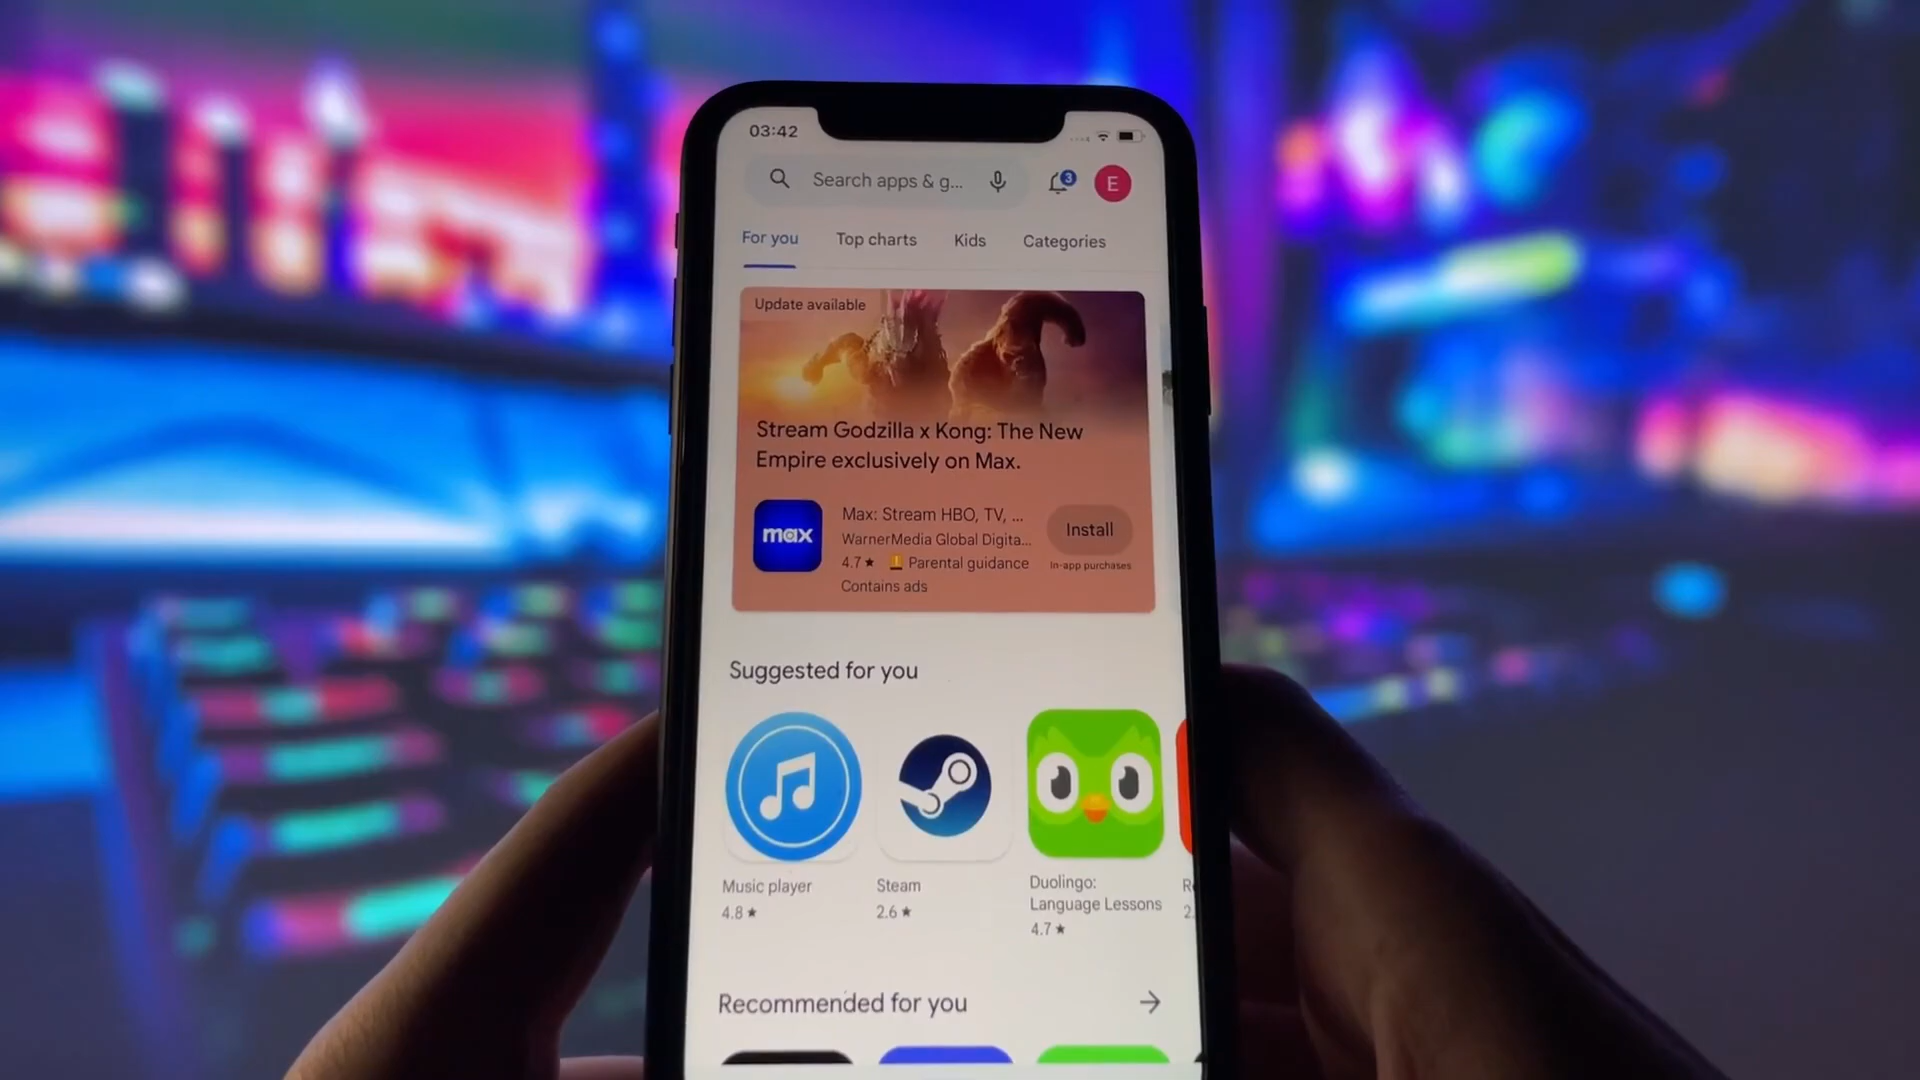 03:42
Search apps & g...
3
E
For you
Top charts
Kids
Categories
Update available
Stream Godzilla x Kong: The New
Empire exclusively on Max.
max
Max: Stream HBO, TV, ...
WarnerMedia Global Digita...
4.7★
Parental guidance
Contains ads
Install
In-app purchases
Suggested for you
Music player
4.8★
Steam
2.6★
Duolingo:
Language Lessons
4.7★
2.
Recommended for you